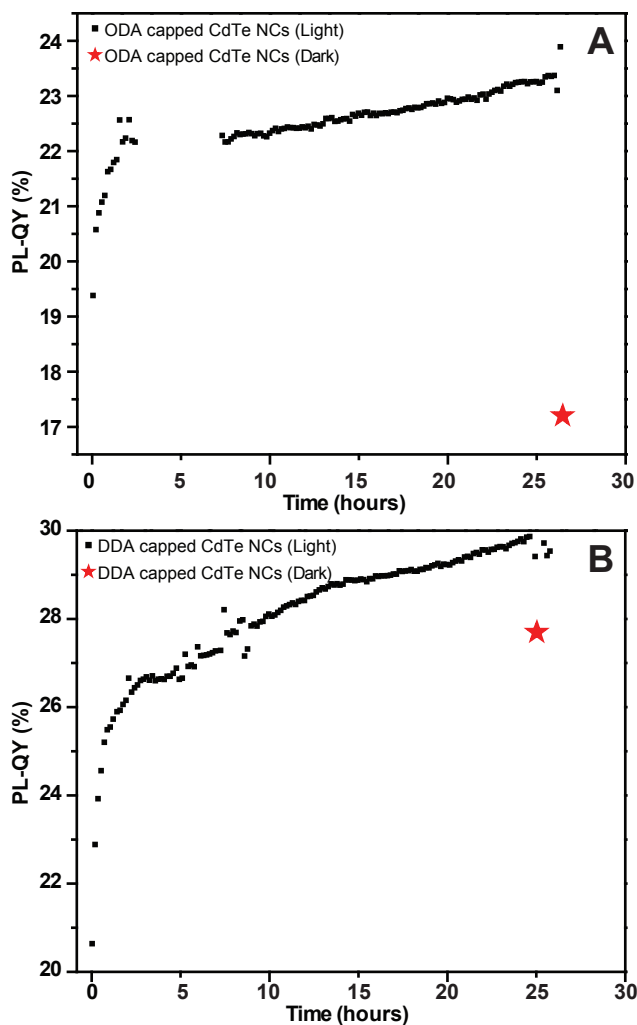 A
ODA capped CdTe NCs (Light)
ODA capped CdTe NCs (Dark)
24
23
22
21
20
19
18
17
PL-QY (%)
0 5 10 15 20 25 30
Time (hours)
B
DDA capped CdTe NCs (Light)
DDA capped CdTe NCs (Dark)
30
28
26
24
22
20
PL-QY (%)
0 5 10 15 20 25 30
Time (hours)